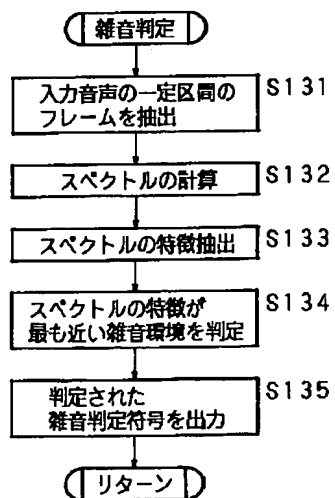 雑音判定
入力音声の一定区間の
フレームを抽出
S131
スペクトルの計算
S132
スペクトルの特徴抽出
S133
スペクトルの特徴が
最も近い雑音環境を判定
S134
判定された
雑音判定符号を出力
S135
リターン